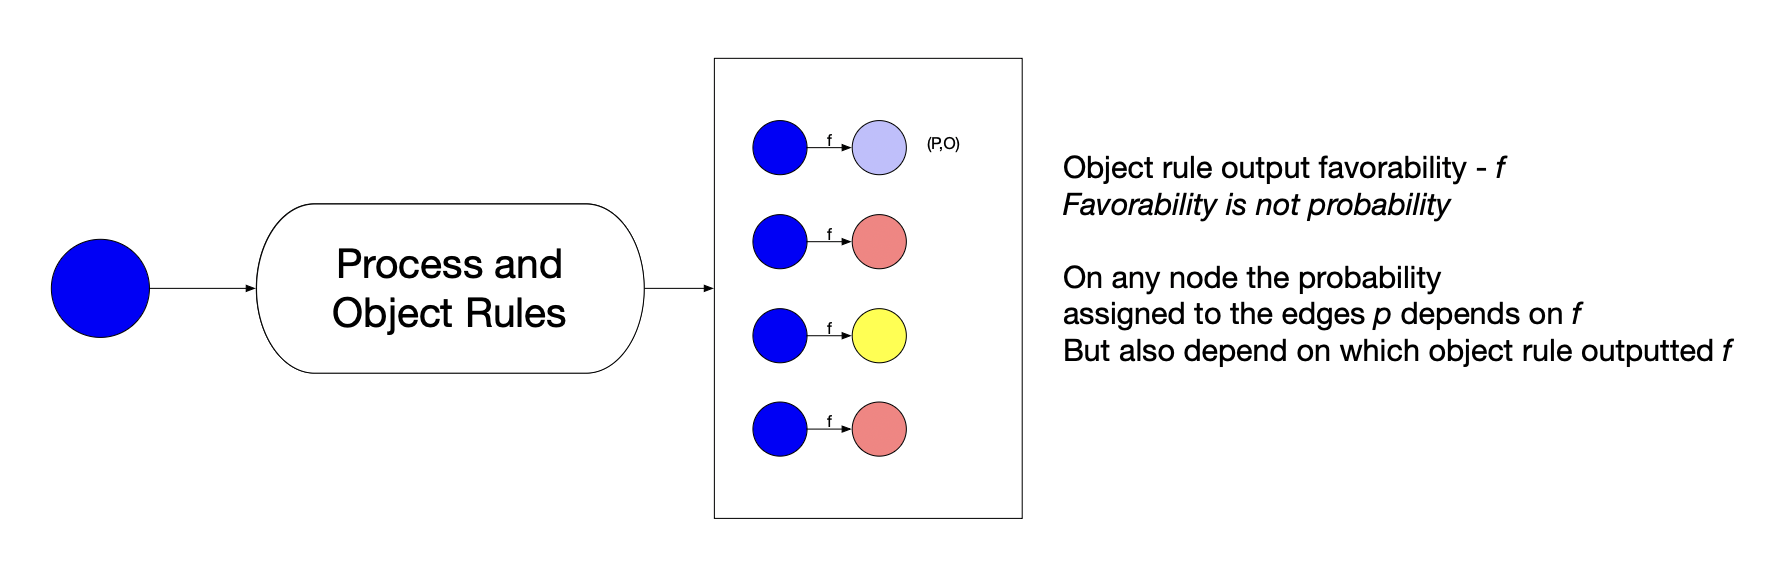 Process and
Object Rules
f
(P,O)
f
f
f
Object rule output favorability - f
Favorability is not probability
On any node the probability
assigned to the edges p depends on f
But also depend on which object rule outputted f